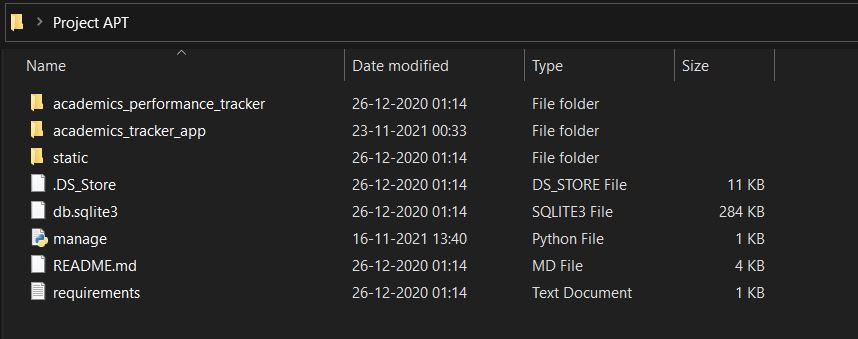 Project APT
Name Date modified Type Size
academics_performance_tracker 26-12-2020 01:14 File folder
academics_tracker_app 23-11-2021 00:33 File folder
static 26-12-2020 01:14 File folder
.DS_Store 26-12-2020 01:14 DS_STORE File 11 KB
db.sqlite3 26-12-2020 01:14 SQLITE3 File 284 KB
manage 16-11-2021 13:40 Python File 1 KB
README.md 26-12-2020 01:14 MD File 4 KB
requirements 26-12-2020 01:14 Text Document 1 KB